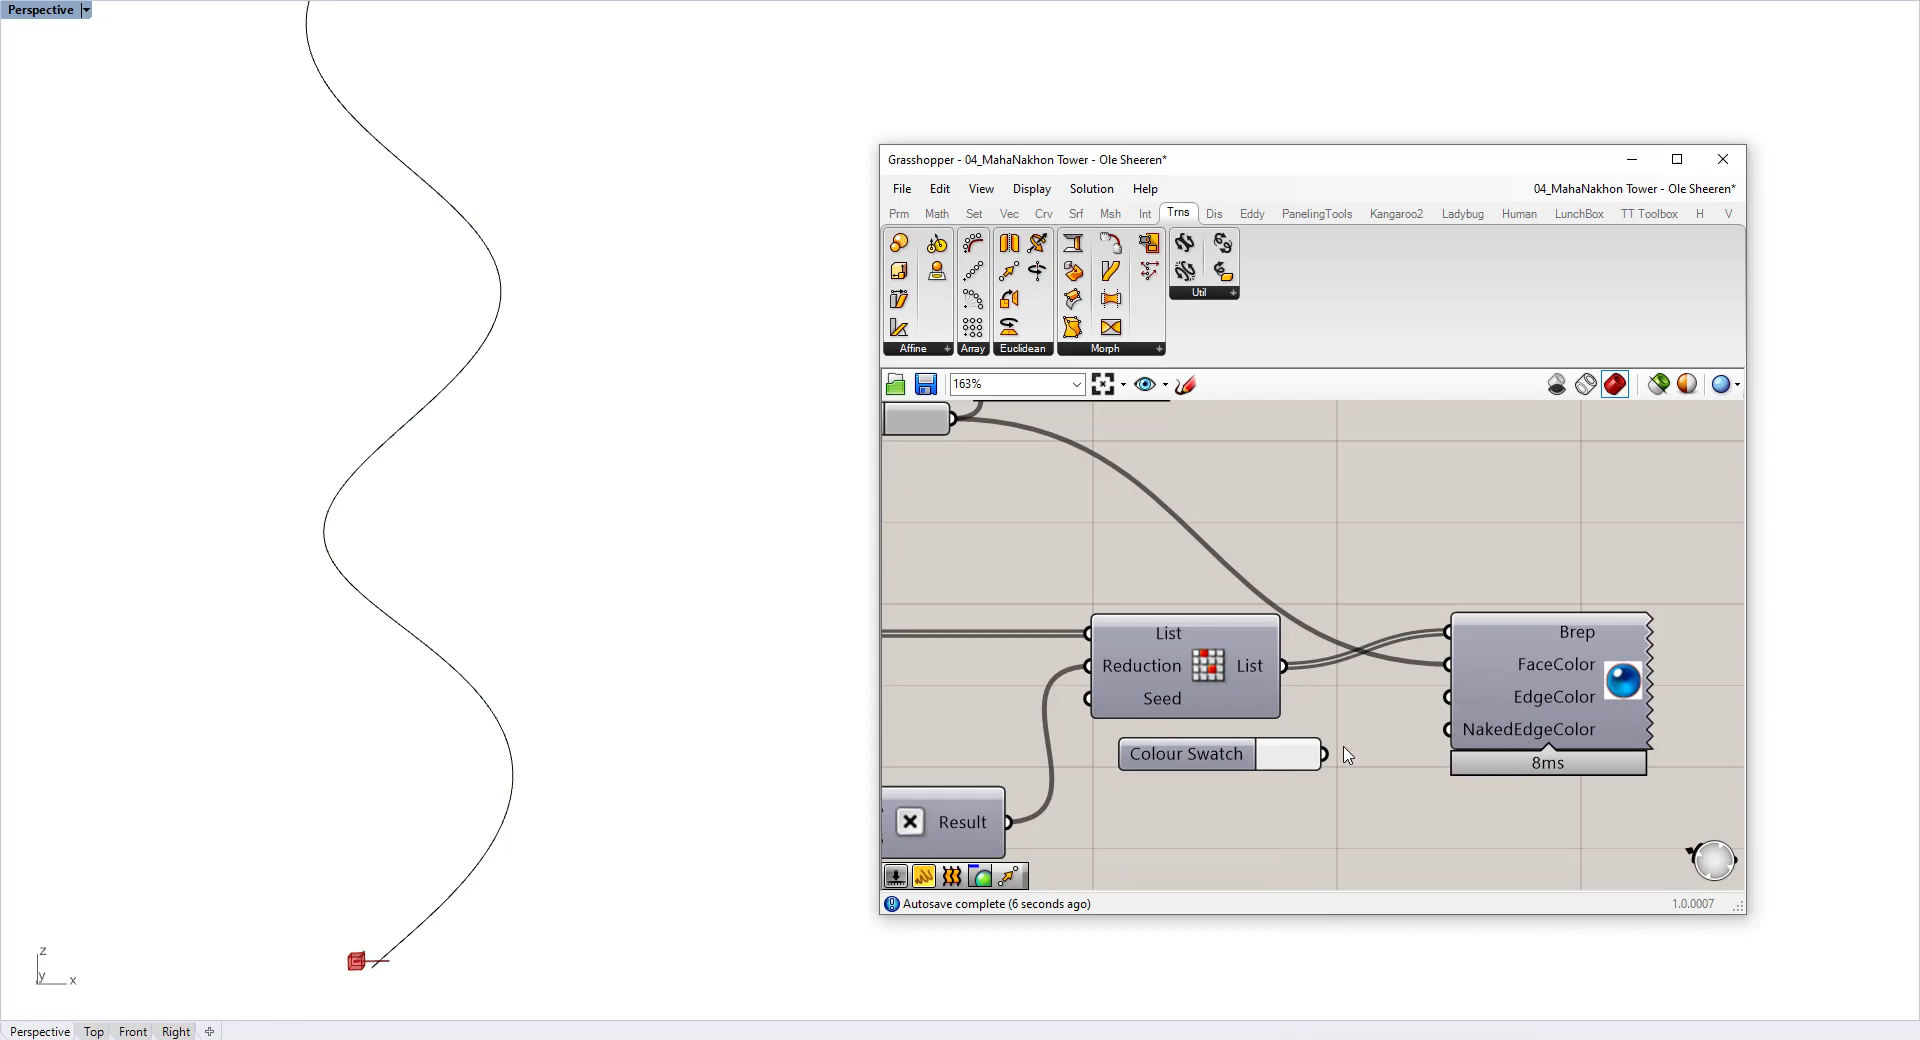 Perspective
Grasshopper - 04_MahaNakhon Tower - Ole Sheeren*
File Edit View Display Solution Help 04_MahaNakhon Tower - Ole Sheeren*
Prm Math Set Vec Crv Srf Msh Int Trns Dis Eddy PanelingTools Kangaroo2 Ladybug Human LunchBox TT Toolbox H V
Util
Affine Array Euclidean Morph
163%
List
Reduction List
Seed
Brep
FaceColor
EdgeColor
NakedEdgeColor
8ms
Colour Swatch
Result
Autosave complete (6 seconds ago) 1.0.0007
z
y
x
Perspective Top Front Right